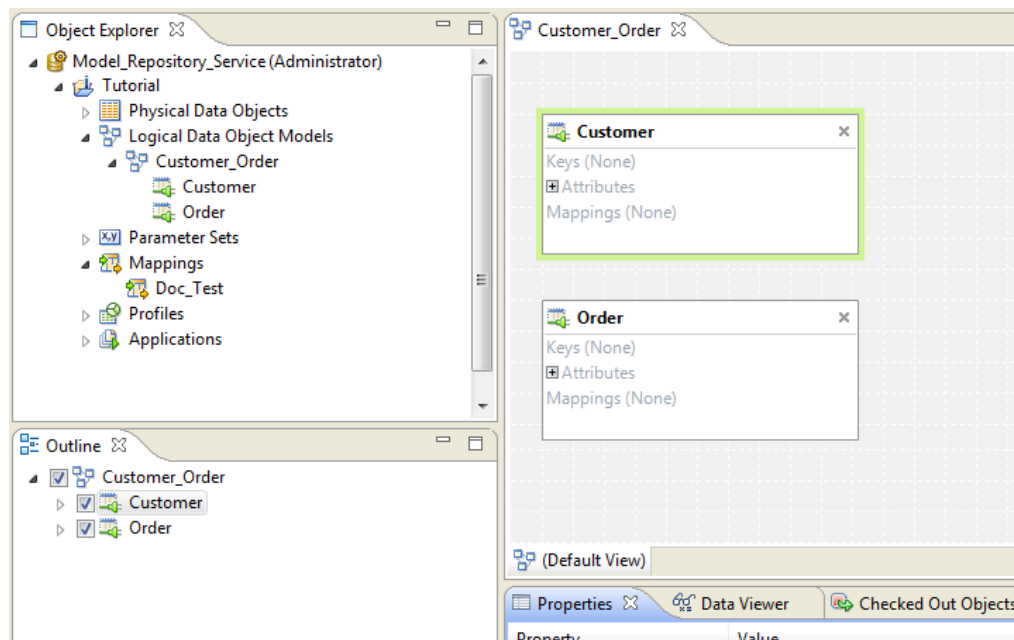 Object Explorer
Model_Repository_Service (Administrator)
Tutorial
Physical Data Objects
Logical Data Object Models
Customer_Order
Customer
Order
Parameter Sets
Mappings
Doc_Test
Profiles
Applications
Outline
Customer_Order
Customer
Order
Customer_Order
Customer
Keys (None)
Attributes
Mappings (None)
Order
Keys (None)
Attributes
Mappings (None)
(Default View)
Properties Data Viewer Checked Out Objects
Property Value